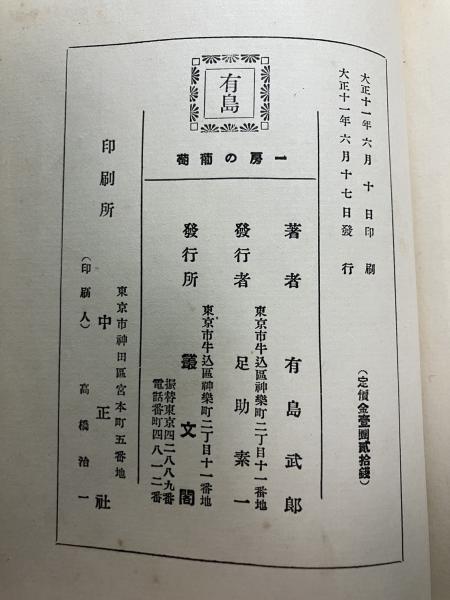 大正十一年六月十日印刷
大正十一年六月十七日發行
(定價金壹圓貳拾錢)
有島
一房の葡萄
著者 有島武郎
東京市牛込區神樂町二丁目十一番地
發行者 足助素一
東京市牛込區神樂町二丁目十一番地
發行所 叢文閣
振替東京四二八八九番
電話番町四八一二番
東京市神田區宮本町五番地
印刷所 中正社
(印刷人) 高橋治一